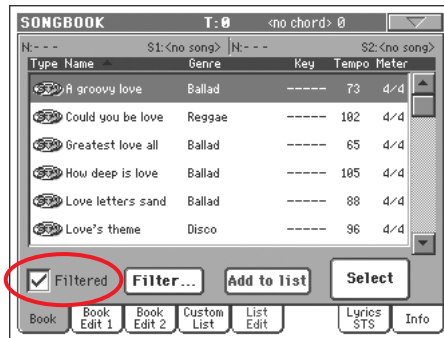 SONGBOOK T:0 <no chord> 0
N:--- S1:<no song> N:--- S2:<no song>
Type Name Genre Key Tempo Meter
A groovy love Ballad ----- 73 4/4
Could you be love Reggae ----- 102 4/4
Greatest love all Ballad ----- 65 4/4
How deep is love Ballad ----- 105 4/4
Love letters sand Ballad ----- 88 4/4
Love's theme Disco ----- 96 4/4
Filtered Filter... Add to list Select
Book Book Edit 1 Book Edit 2 Custom List List Edit Lyrics STS Info